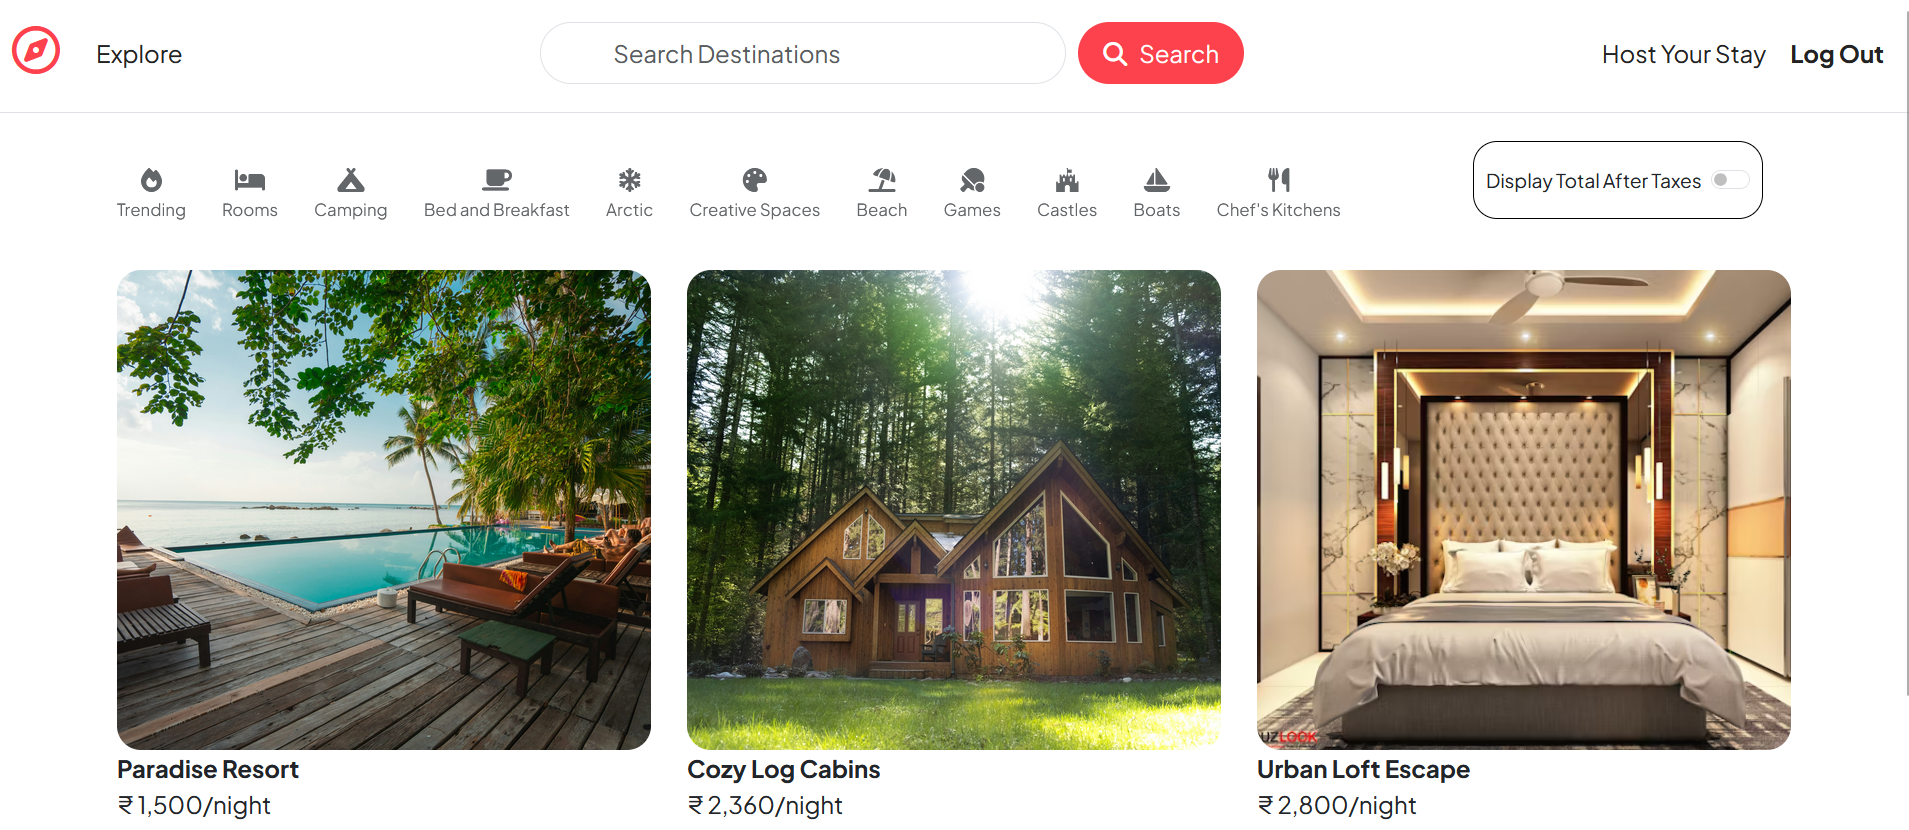 Explore
Search Destinations
Search
Host Your Stay
Log Out
Trending
Rooms
Camping
Bed and Breakfast
Arctic
Creative Spaces
Beach
Games
Castles
Boats
Chef's Kitchens
Display Total After Taxes
UZLOOK
Paradise Resort
Cozy Log Cabins
Urban Loft Escape
₹ 1,500/night
₹ 2,360/night
₹ 2,800/night